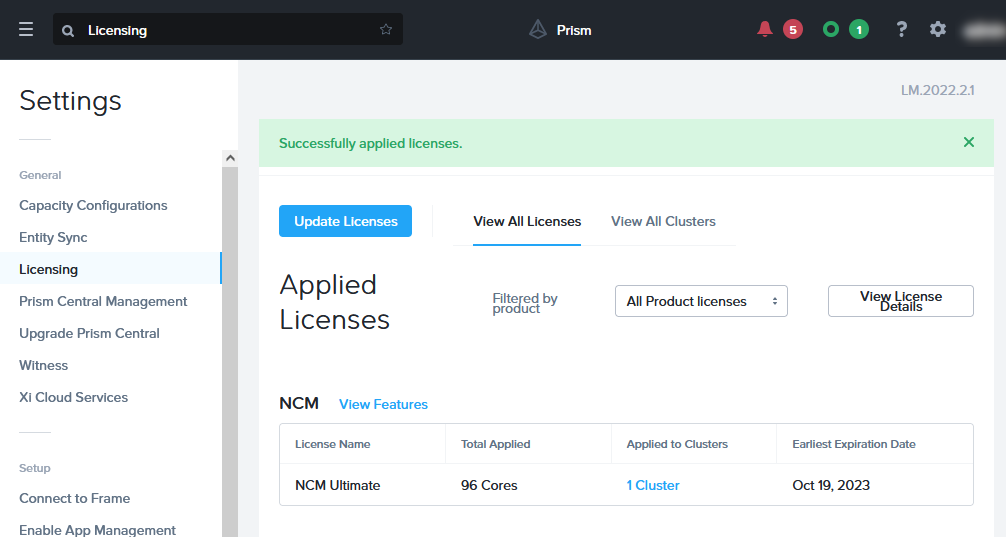 Licensing
Prism
5
1
?
Settings
General
Capacity Configurations
Entity Sync
Licensing
Prism Central Management
Upgrade Prism Central
Witness
Xi Cloud Services
Setup
Connect to Frame
Enable App Management
LM.2022.2.1
Successfully applied licenses.
Update Licenses
View All Licenses
View All Clusters
Applied
Licenses
Filtered by
product
All Product licenses
View License
Details
NCM View Features
License Name Total Applied Applied to Clusters Earliest Expiration Date
NCM Ultimate 96 Cores 1 Cluster Oct 19, 2023